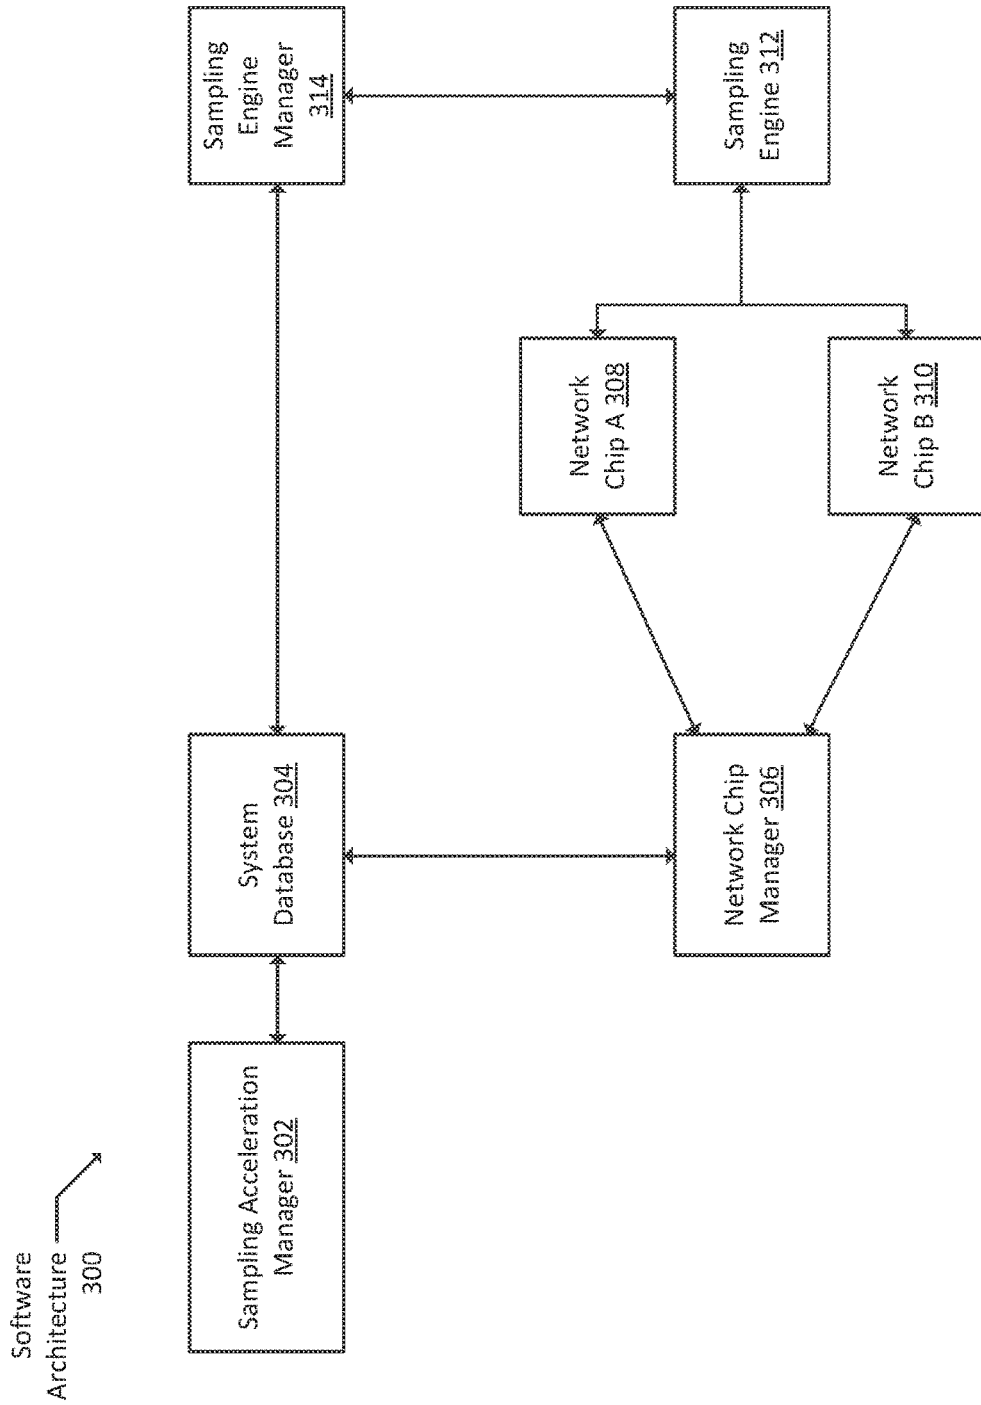 Software
Architecture
300
Sampling Acceleration
Manager 302
System
Database 304
Sampling
Engine
Manager
314
Network Chip
Manager 306
Network
Chip A 308
Network
Chip B 310
Sampling
Engine 312